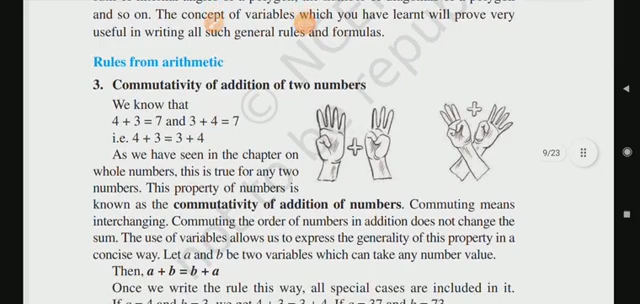 and so on. The concept of variables which you have learnt will prove very
useful in writing all such general rules and formulas.
Rules from arithmetic
3. Commutativity of addition of two numbers
We know that
4 + 3 = 7 and 3 + 4 = 7
i.e. 4 + 3 = 3 + 4
As we have seen in the chapter on
whole numbers, this is true for any two
numbers. This property of numbers is
known as the commutativity of addition of numbers. Commuting means
interchanging. Commuting the order of numbers in addition does not change the
sum. The use of variables allows us to express the generality of this property in a
concise way. Let a and b be two variables which can take any number value.
Then, a + b = b + a
Once we write the rule this way, all special cases are included in it.
+
+
9/23
© NC
not to be repu